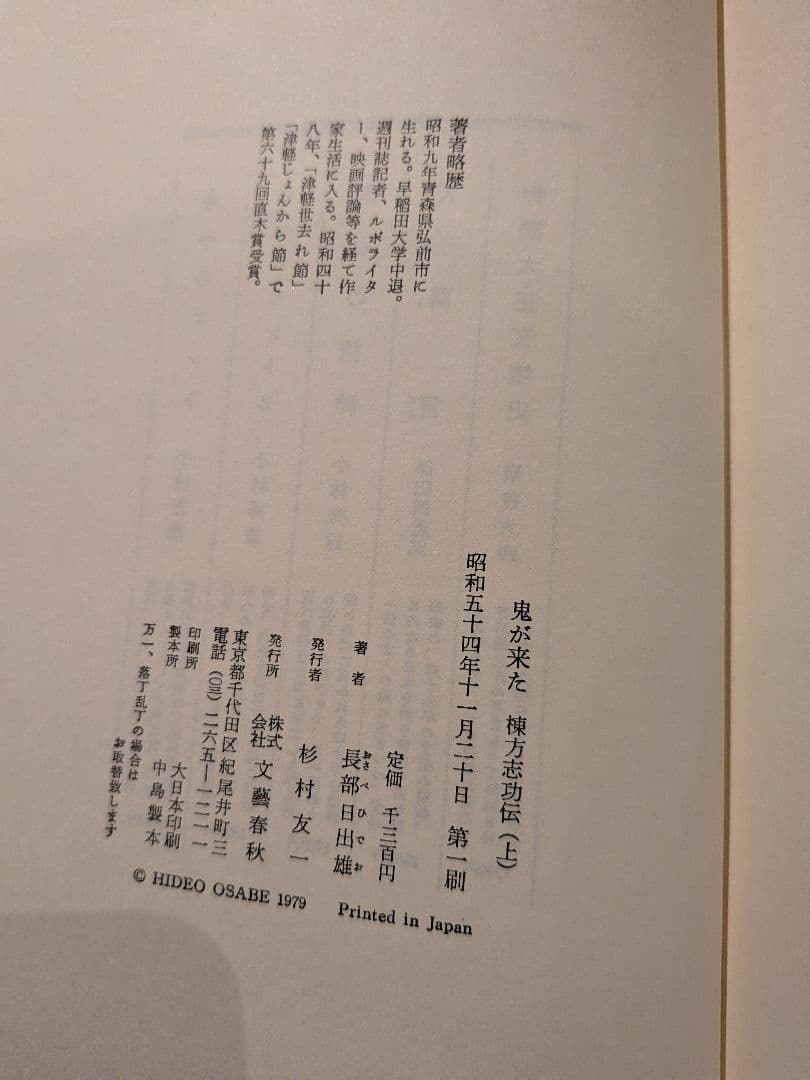 著者略歴
昭和九年青森県弘前市に
生れる。早稲田大学中退。
週刊誌記者、ルポライタ
ー、映画評論等を経て作
家生活に入る。昭和四十
八年、「津軽世去れ節」
「津軽じょんから節」で
第六十九回直木賞受賞。
鬼が来た 棟方志功伝(上)
昭和五十四年十一月二十日 第一刷
定価 千三百円
著者 長部日出雄
おさべひでお
発行者 杉村友一
発行所 株式会社 文藝春秋
東京都千代田区紀尾井町三
電話(〇三)二六五―一二一一
印刷所 大日本印刷
製本所 中島製本
万一、落丁乱丁の場合は
お取替致します
© HIDEO OSABE 1979 Printed in Japan